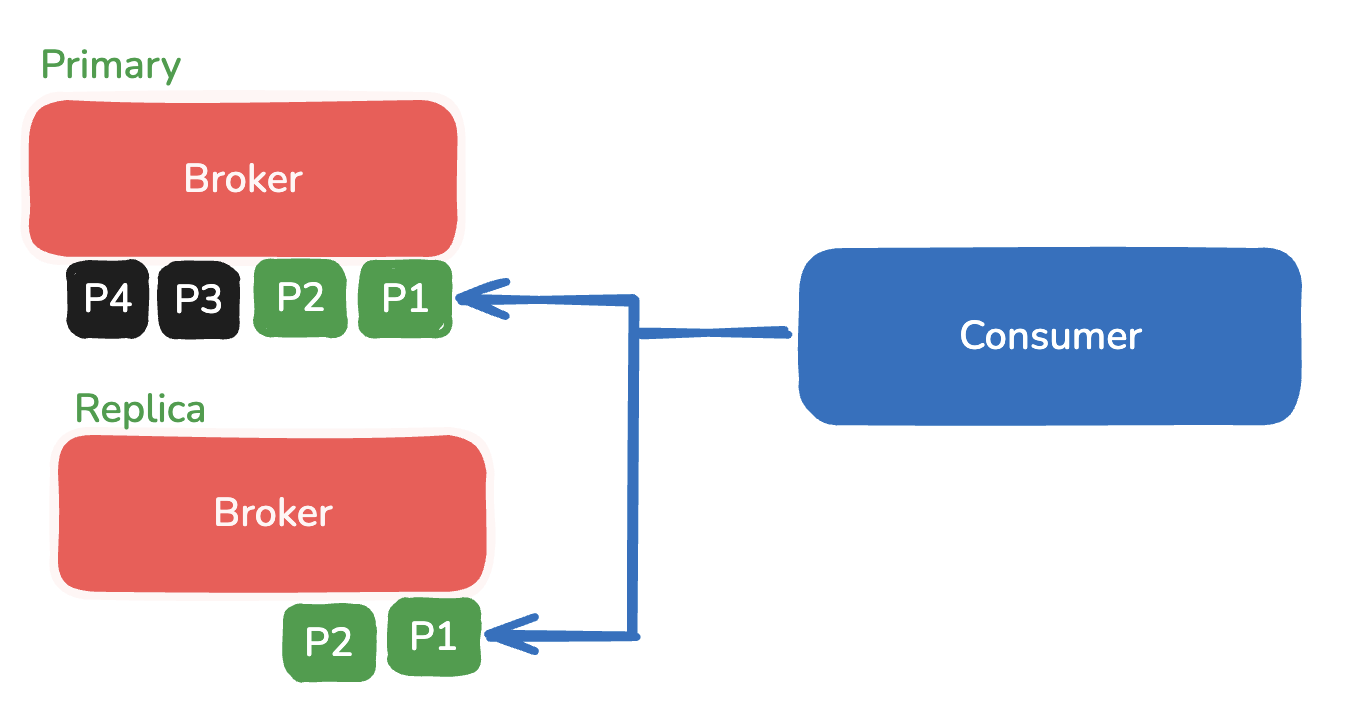 Primary
Broker
P4 P3 P2 P1
Consumer
Replica
Broker
P2 P1